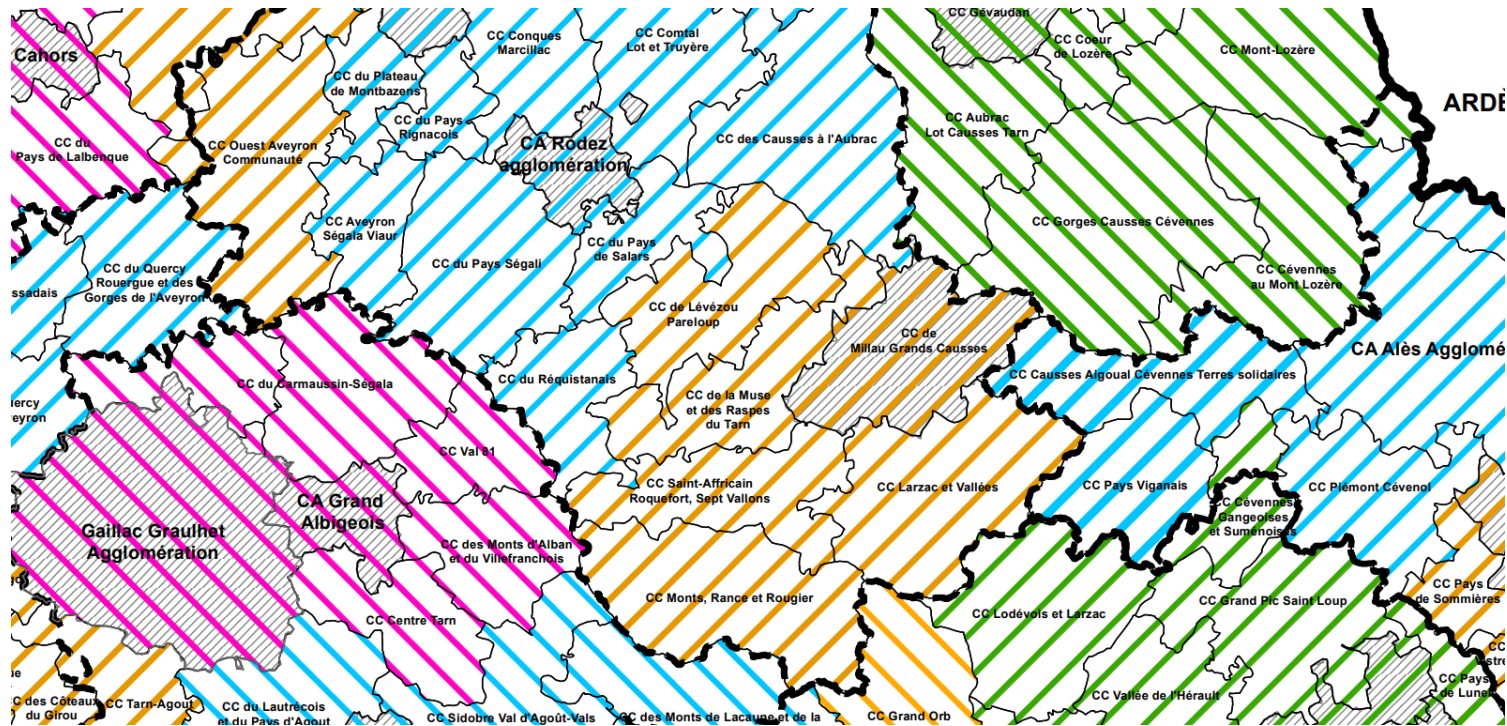 CC Gévaudan
CC Conques
Marcillac
CC Comtal
Lot et Truyère
CC Coeur
de Lozère
CC Mont-Lozère
Cahors
CC du Plateau
de Montbazens
ARDÈ
CC du Pays
Rignacois
CC Aubrac
Lot Causses Tarn
CC du
Pays de Lalbenque
CC Ouest Aveyron
Communauté
CA Rodez
agglomération
CC des Causses à l'Aubrac
CC Aveyron
Ségala Viaur
CC Gorges Causses Cévennes
CC du Pays
de Salars
CC du Pays Ségali
CC du Quercy
Rouergue et des
Gorges de l'Aveyron
ssadais
CC Cévennes
au Mont Lozère
CC de Lévézou
Pareloup
CC de
Millau Grands Causses
CA Alès Agglomé
CC du Carmaussin-Ségala
CC du Réquistanais
CC Causses Aigoual Cévennes Terres solidaires
uercy
eyron
CC de la Muse
et des Raspes
du Tarn
CC Val 81
CC Saint-Affricain
Roquefort, Sept Vallons
CC Larzac et Vallées
CC Pays Viganais
CC Piémont Cévenol
CA Grand
Albigeois
CC Cévennes
Gangeoises
et Suménoises
Gaillac Graulhet
Agglomération
CC des Monts d'Alban
et du Villefranchois
CC Monts, Rance et Rougier
CC Pays
de Sommières
CC Centre Tarn
CC Lodévois et Larzac
CC Grand Pic Saint Loup
CC
CC Pays
de Lunel
CC des Côteaux
du Girou
CC Tarn-Agout
CC du Lautrécois
et du Pays d'Agout
CC Sidobre Val d'Agoût-Vals
CC des Monts de Lacaune et de la
CC Grand Orb
CC Vallée de l'Hérault